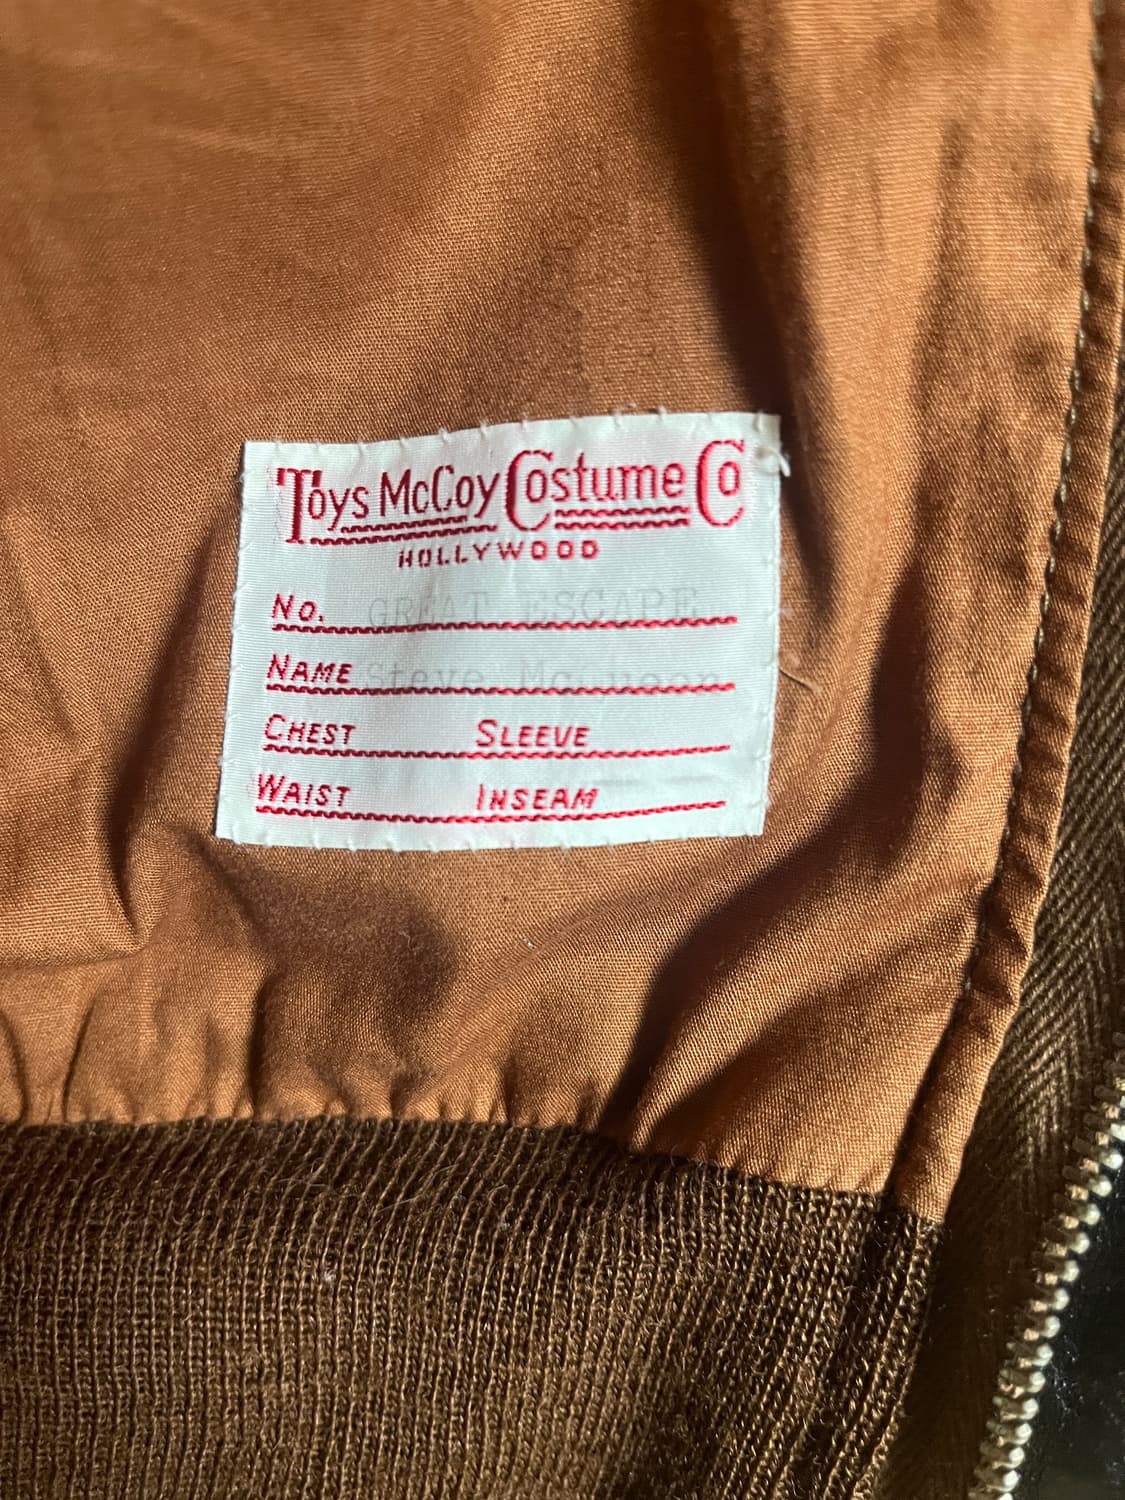 Toys McCoy Costume Co
HOLLYWOOD
No. GREAT ESCAPE
NAME Steve McQueen
CHEST SLEEVE
WAIST INSEAM